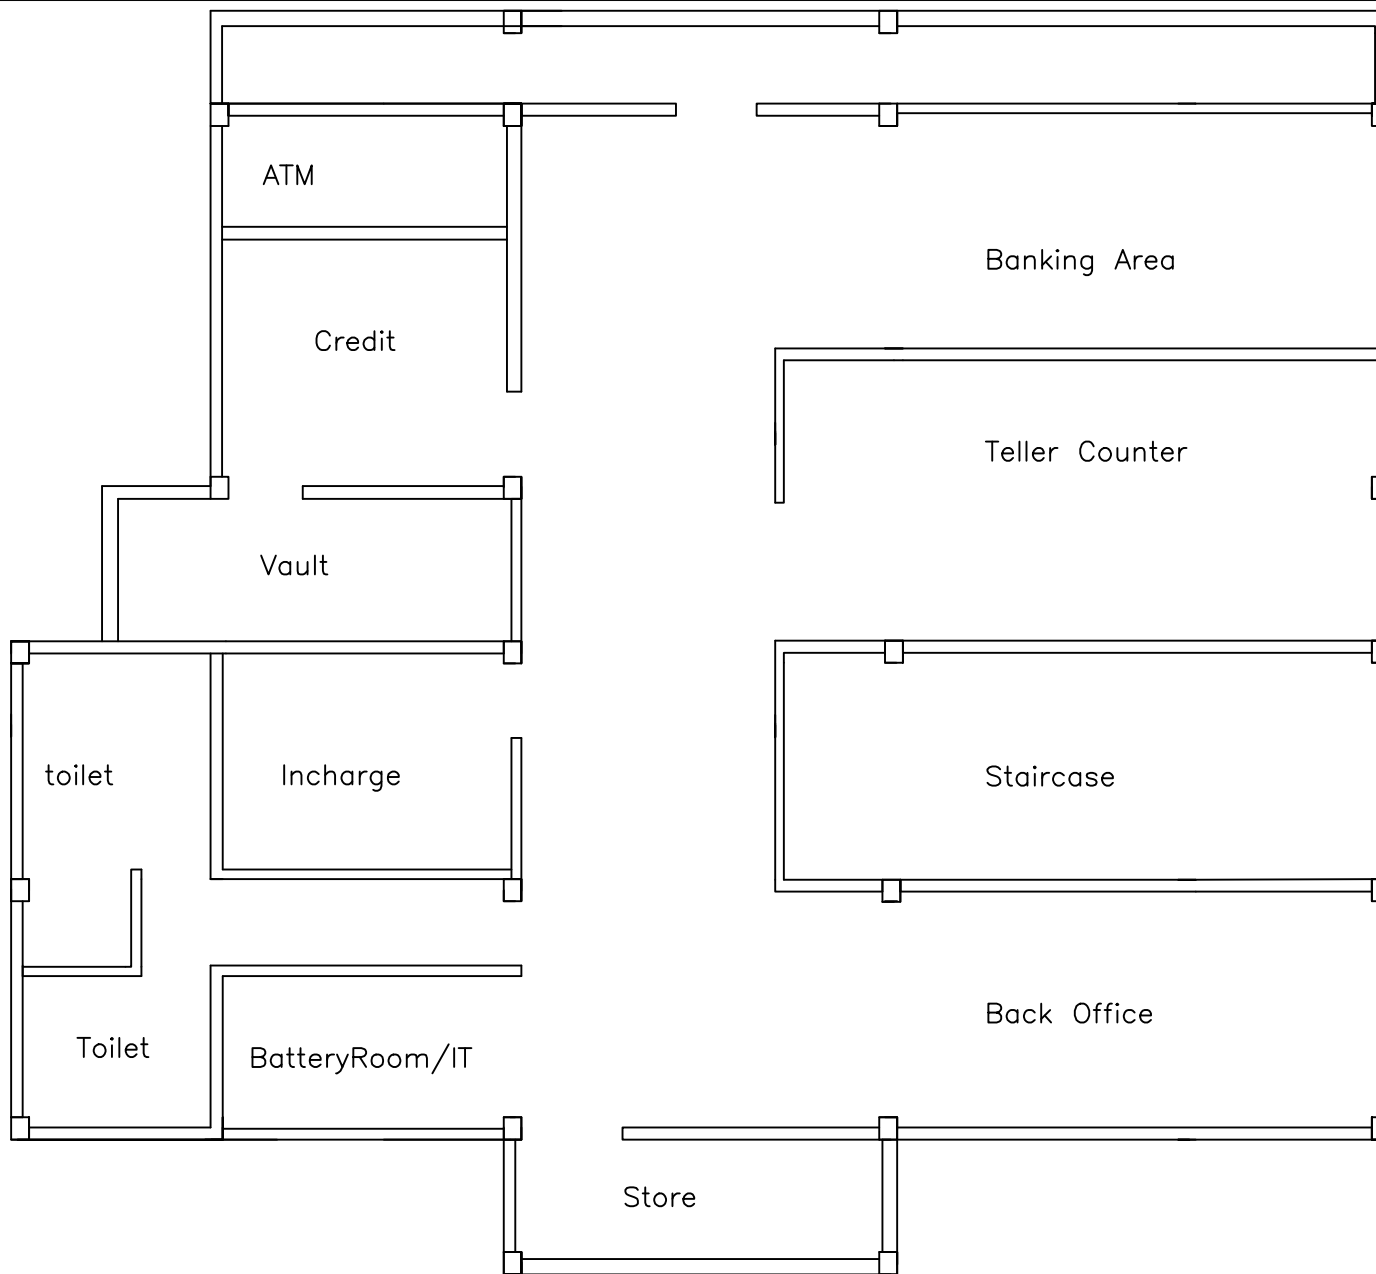 ATM
Banking Area
Credit
Teller Counter
Vault
toilet
Incharge
Staircase
Back Office
Toilet
BatteryRoom/IT
Store